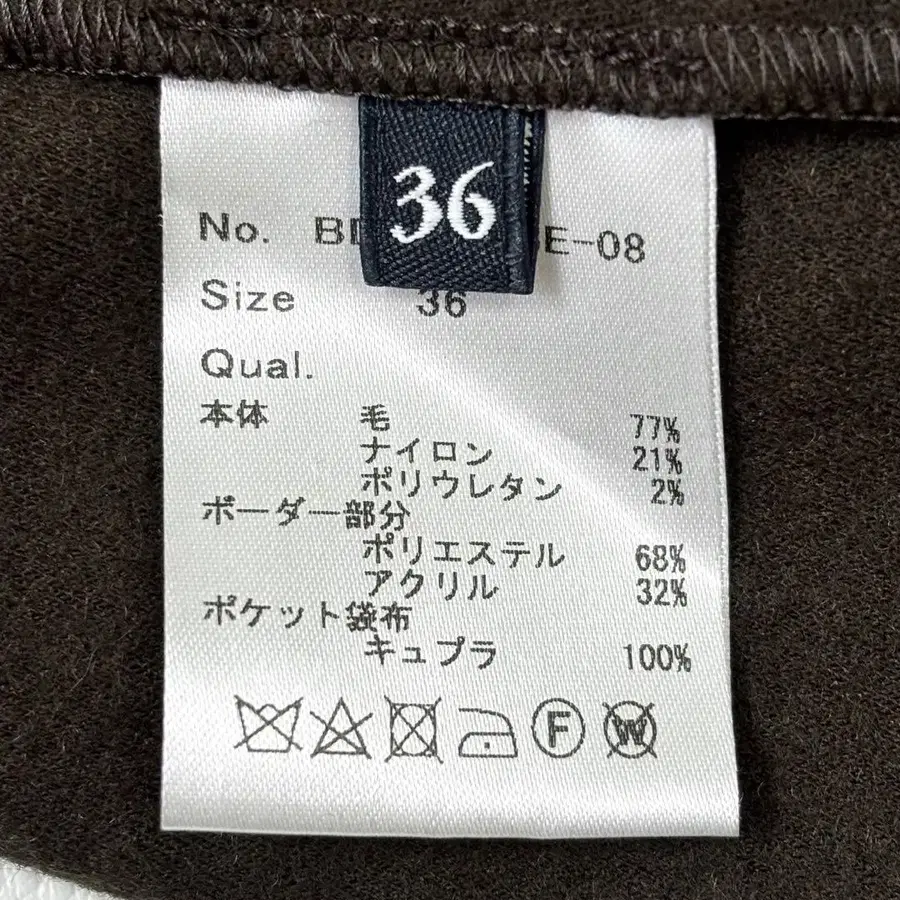 36
No. BD E-08
Size 36
Qual.
本体 毛 77%
ナイロン 21%
ポリウレタン 2%
ボーダー部分
ポリエステル 68%
アクリル 32%
ポケット袋布
キュプラ 100%
F W